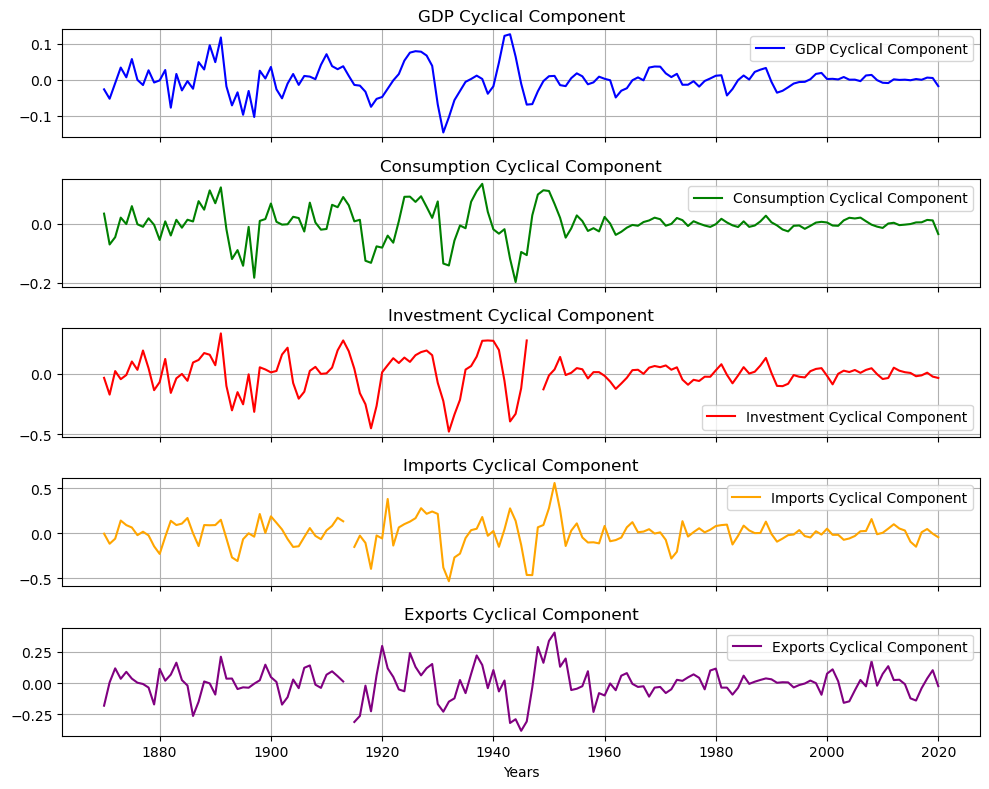 GDP Cyclical Component
0.1
GDP Cyclical Component
0.0
−0.1
Consumption Cyclical Component
Consumption Cyclical Component
0.0
−0.2
Investment Cyclical Component
0.0
Investment Cyclical Component
−0.5
Imports Cyclical Component
0.5
Imports Cyclical Component
0.0
−0.5
Exports Cyclical Component
Exports Cyclical Component
0.25
0.00
−0.25
1880 1900 1920 1940 1960 1980 2000 2020
Years